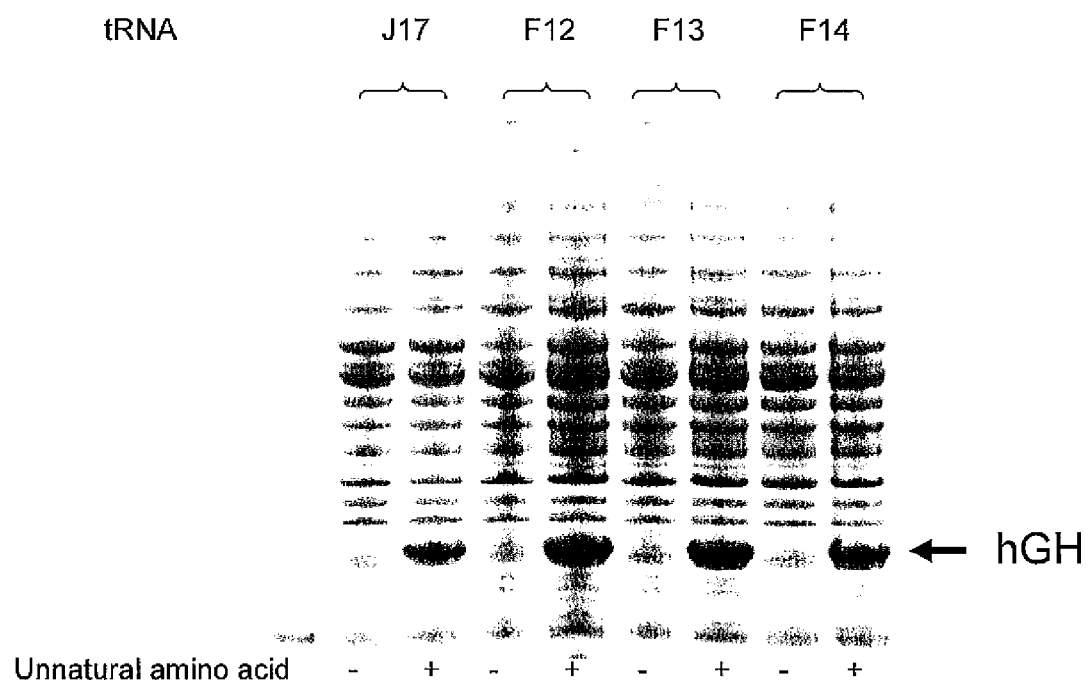 tRNA J17 F12 F13 F14
hGH
Unnatural amino acid - + - + - + - +